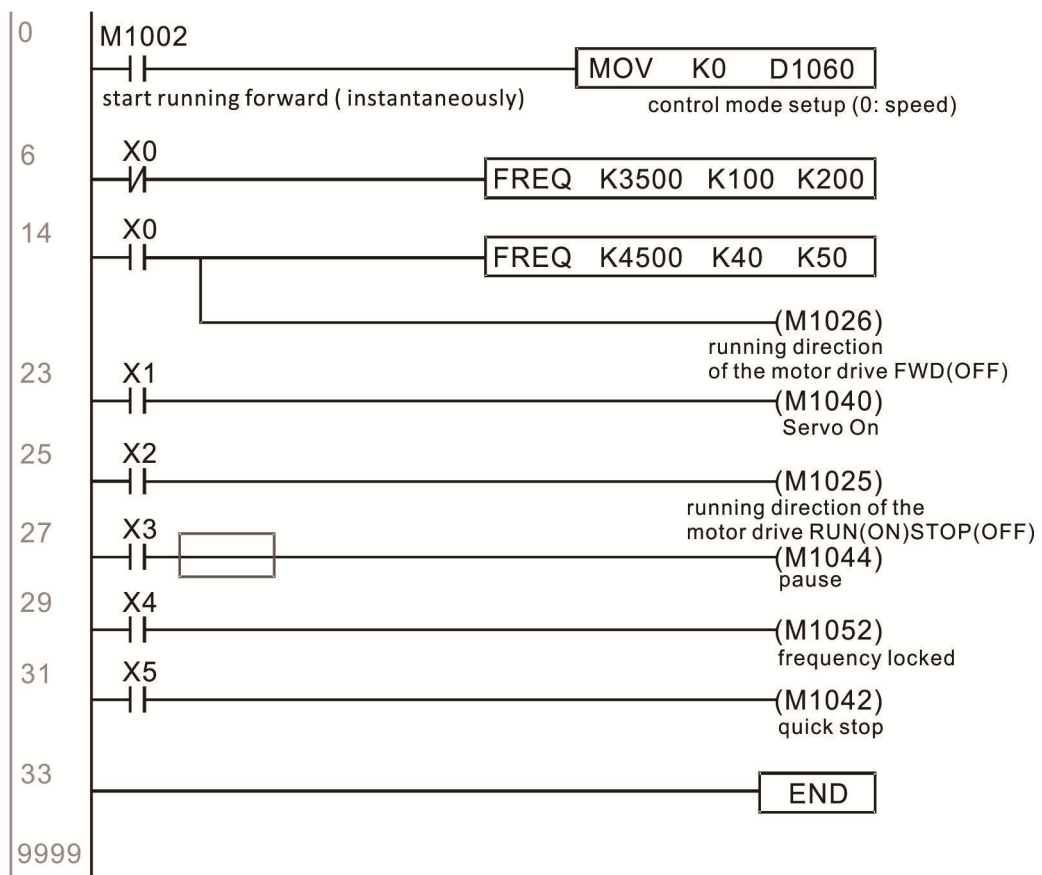 0
M1002
MOV K0 D1060
start running forward ( instantaneously)
control mode setup (0: speed)
6
X0
FREQ K3500 K100 K200
14
X0
FREQ K4500 K40 K50
(M1026)
running direction
of the motor drive FWD(OFF)
23
X1
(M1040)
Servo On
25
X2
(M1025)
running direction of the
motor drive RUN(ON)STOP(OFF)
27
X3
(M1044)
pause
29
X4
(M1052)
frequency locked
31
X5
(M1042)
quick stop
33
END
9999